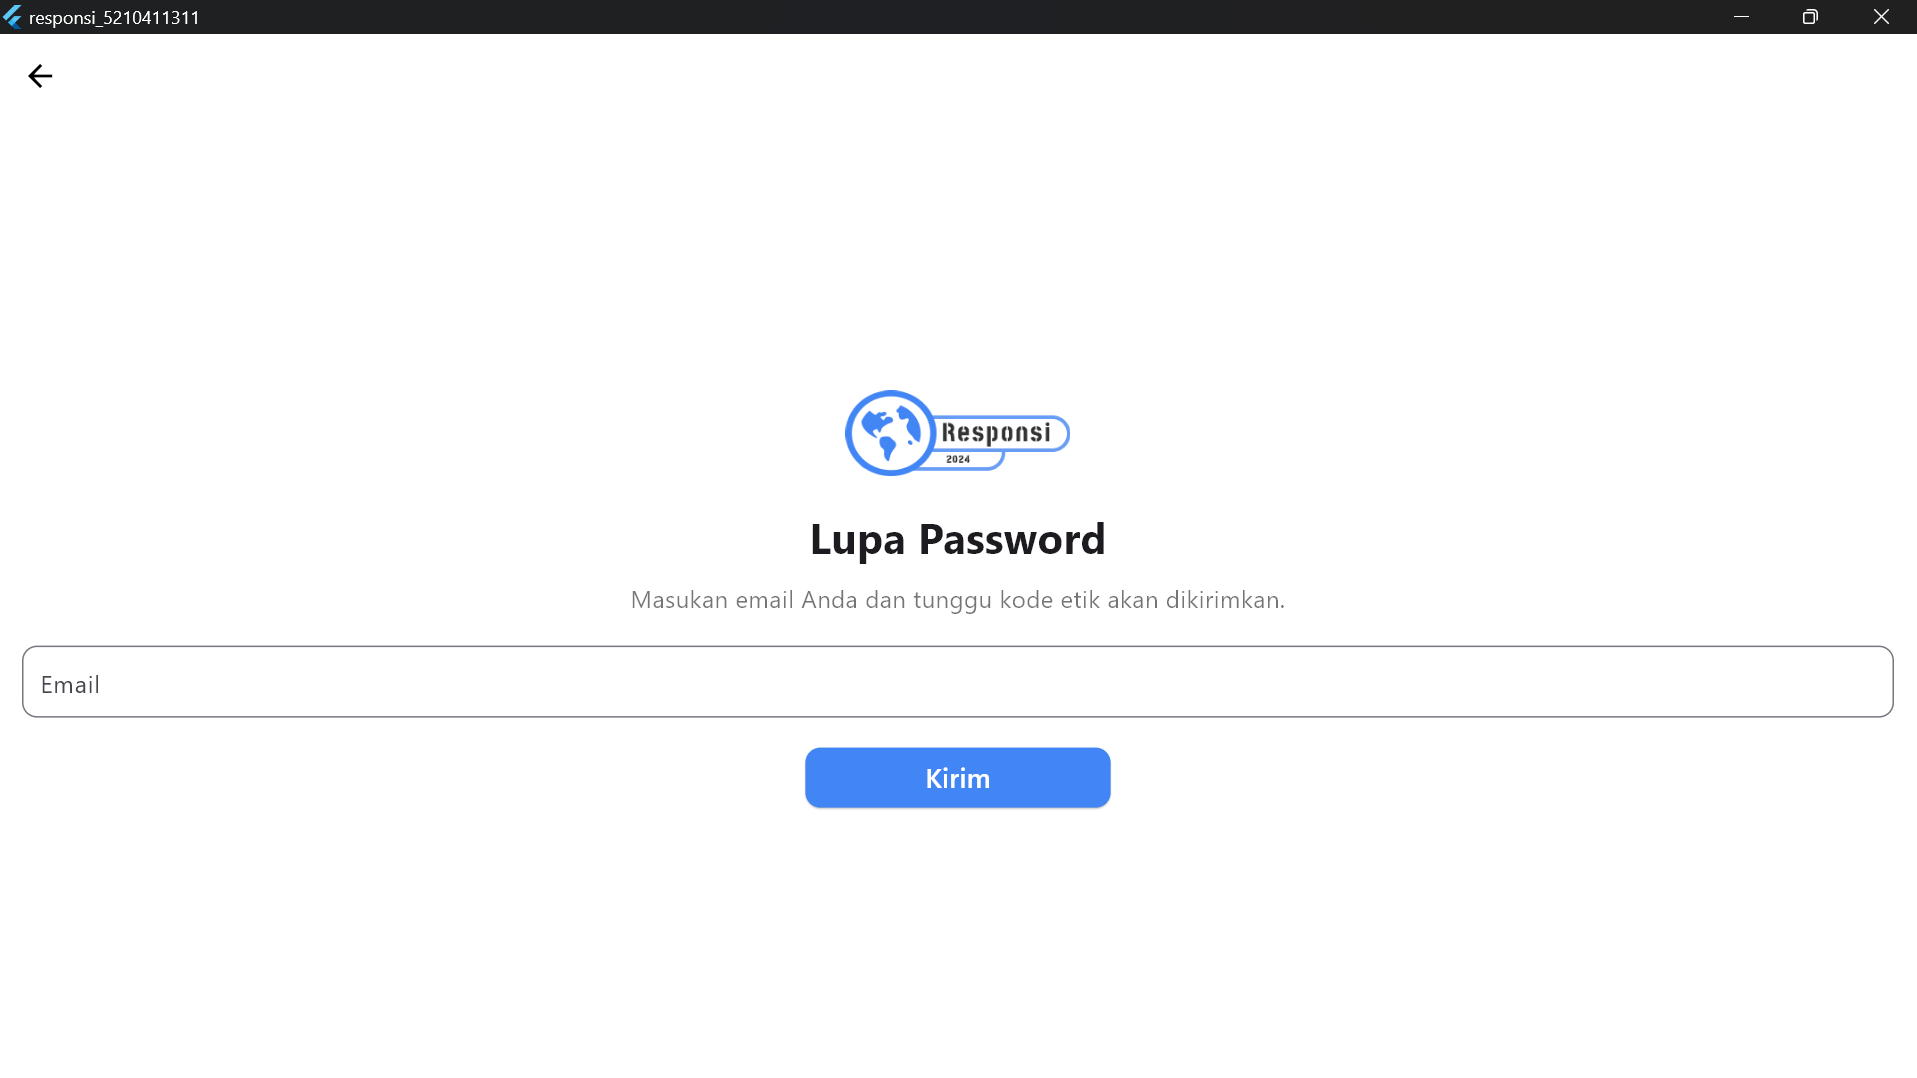 responsi_5210411311
Responsi
2024
Lupa Password
Masukan email Anda dan tunggu kode etik akan dikirimkan.
Email
Kirim